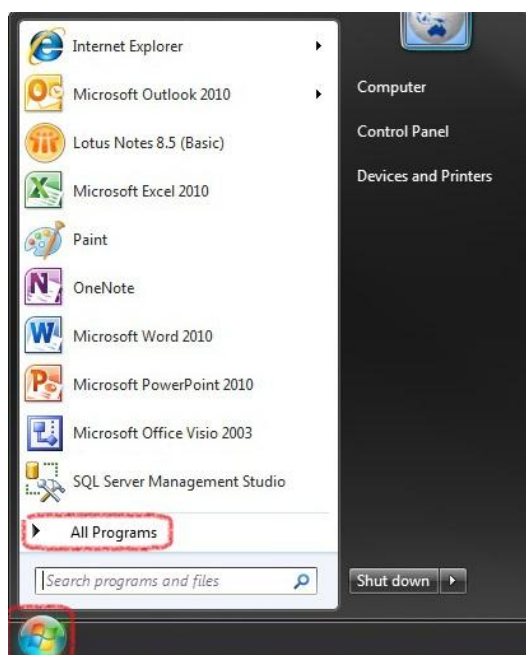 Internet Explorer
Microsoft Outlook 2010
Lotus Notes 8.5 (Basic)
Microsoft Excel 2010
Paint
OneNote
Microsoft Word 2010
Microsoft PowerPoint 2010
Microsoft Office Visio 2003
SQL Server Management Studio
All Programs
Search programs and files
Computer
Control Panel
Devices and Printers
Shut down